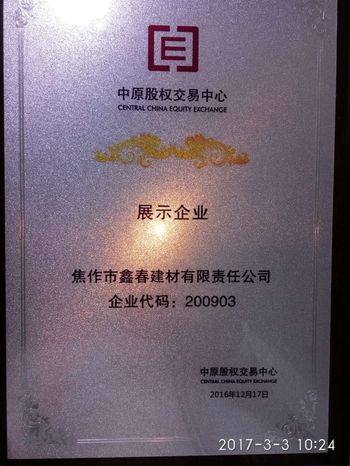 中原股权交易中心
CENTRAL CHINA EQUITY EXCHANGE
展示企业
焦作市鑫春建材有限责任公司
企业代码：200903
中原股权交易中心
CENTRAL CHINA EQUITY EXCHANGE
2016年12月17日
2017-3-3 10:24